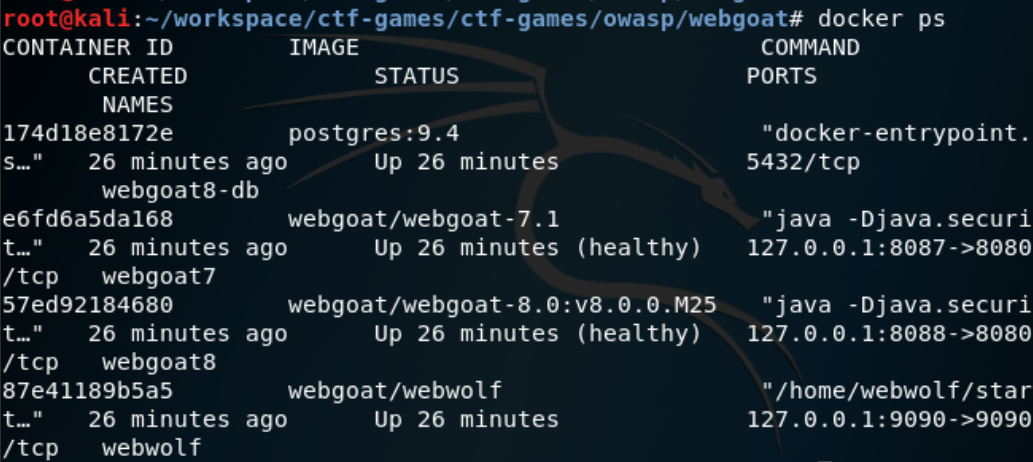 root@kali:~/workspace/ctf-games/ctf-games/owasp/webgoat# docker ps
CONTAINER ID        IMAGE                            COMMAND
      CREATED             STATUS                    PORTS
       NAMES
174d18e8172e        postgres:9.4                     "docker-entrypoint.
s…"   26 minutes ago      Up 26 minutes             5432/tcp
       webgoat8-db
e6fd6a5da168        webgoat/webgoat-7.1              "java -Djava.securi
t…"   26 minutes ago      Up 26 minutes (healthy)   127.0.0.1:8087->8080
/tcp   webgoat7
57ed92184680        webgoat/webgoat-8.0:v8.0.0.M25   "java -Djava.securi
t…"   26 minutes ago      Up 26 minutes (healthy)   127.0.0.1:8088->8080
/tcp   webgoat8
87e41189b5a5        webgoat/webwolf                  "/home/webwolf/star
t…"   26 minutes ago      Up 26 minutes             127.0.0.1:9090->9090
/tcp   webwolf